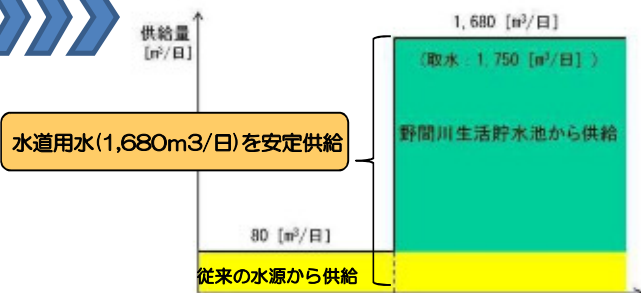 供給量
[m³/日]
1,680 [m³/日]
(取水：1,750 [m³/日] )
水道用水(1,680m3/日)を安定供給
野間川生活貯水池から供給
80 [m³/日]
従来の水源から供給